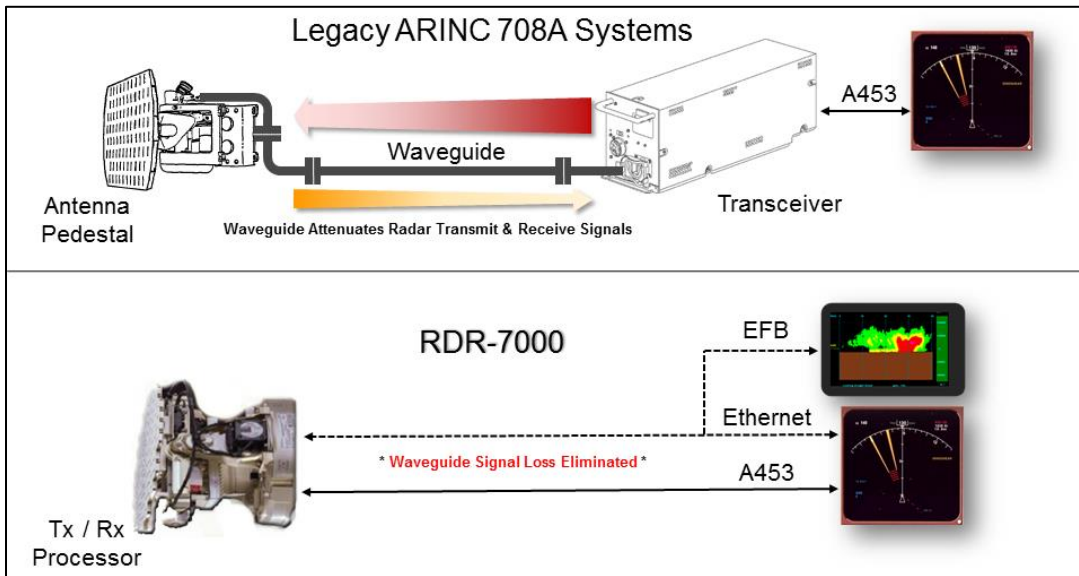 Legacy ARINC 708A Systems
A453
Waveguide
Antenna
Pedestal
Transceiver
Waveguide Attenuates Radar Transmit & Receive Signals
RDR-7000
EFB
Ethernet
* Waveguide Signal Loss Eliminated *
A453
Tx / Rx
Processor